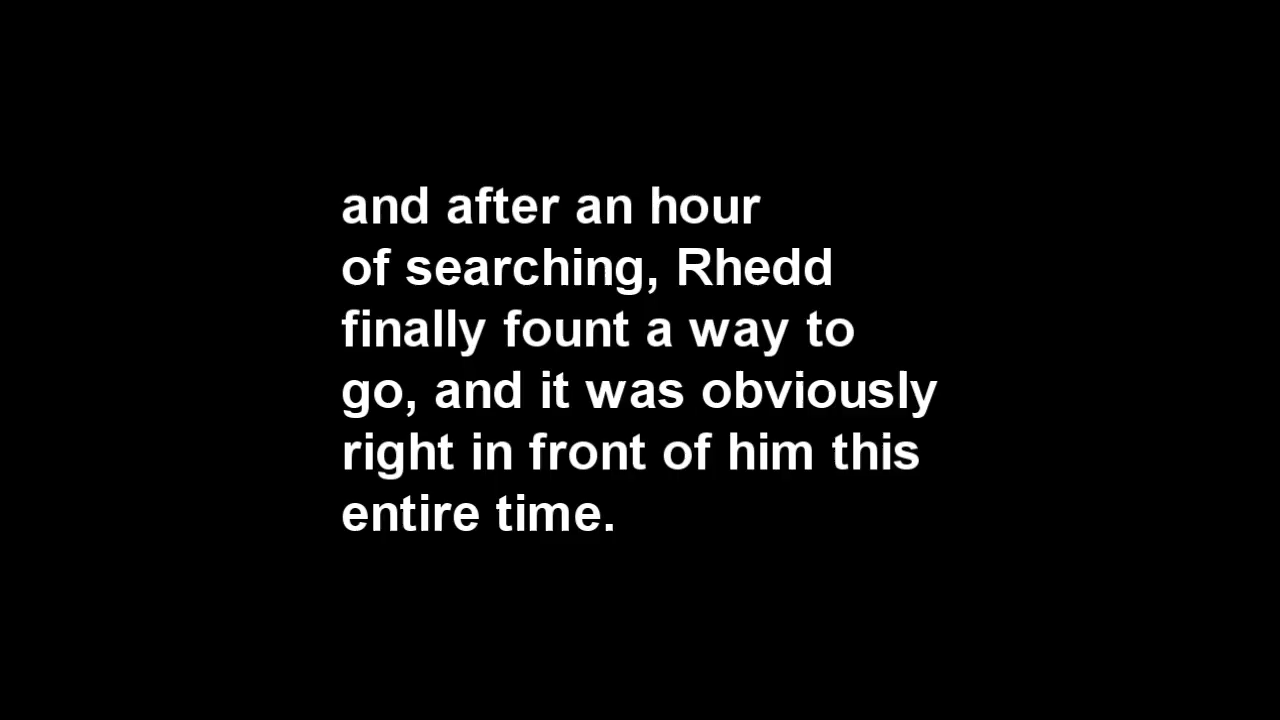 and after an hour
of searching, Rhedd
finally fount a way to
go, and it was obviously
right in front of him this
entire time.